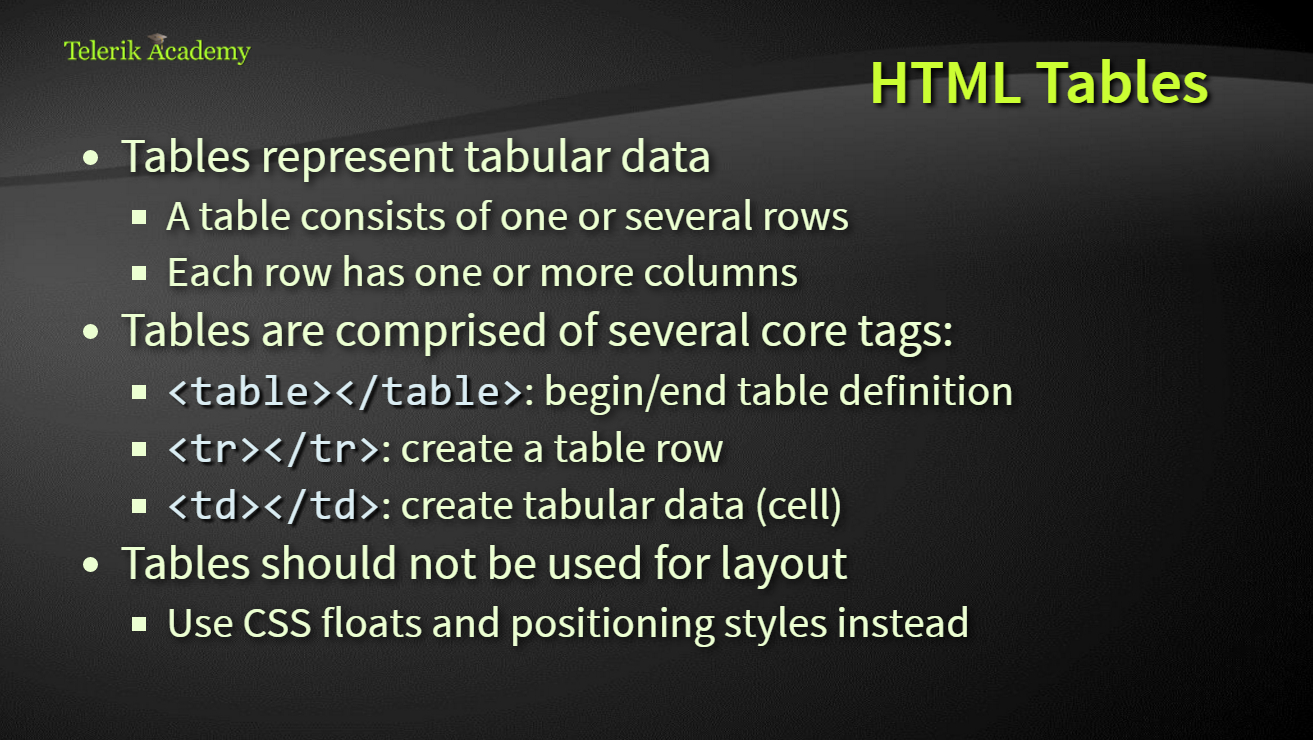 Telerik Academy
HTML Tables
• Tables represent tabular data
▪ A table consists of one or several rows
▪ Each row has one or more columns
• Tables are comprised of several core tags:
▪ <table></table>: begin/end table definition
▪ <tr></tr>: create a table row
▪ <td></td>: create tabular data (cell)
• Tables should not be used for layout
▪ Use CSS floats and positioning styles instead